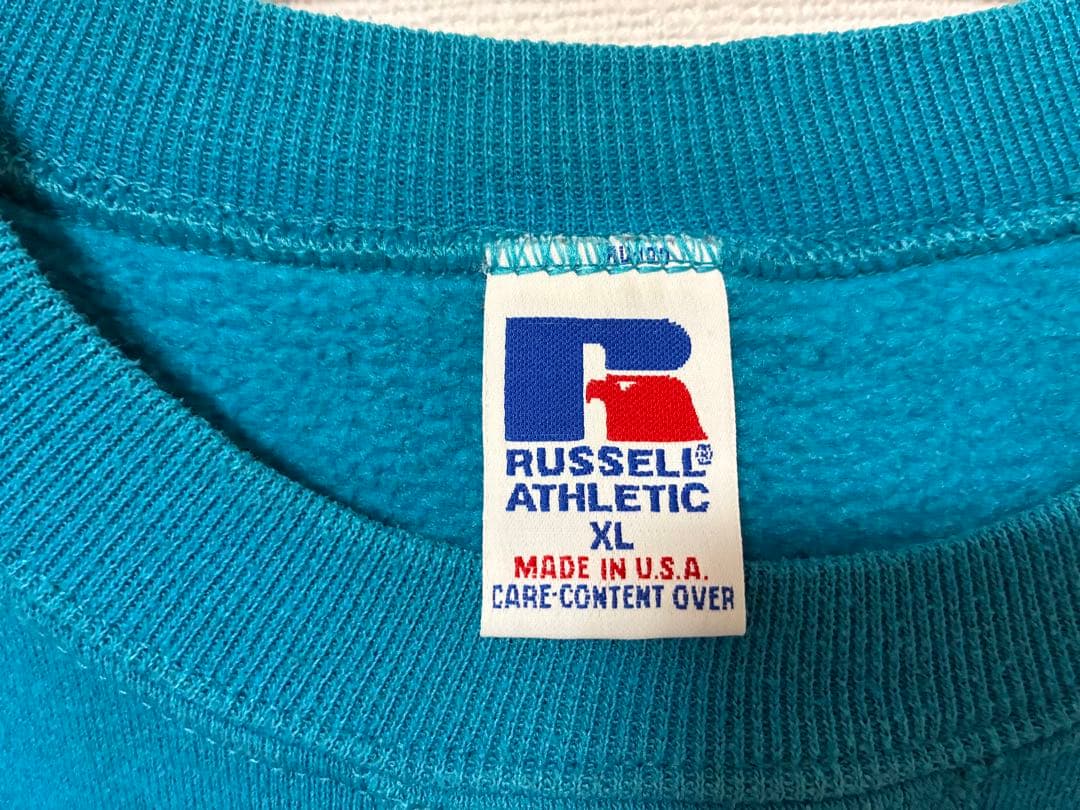 RUSSELL®
ATHLETIC
XL
MADE IN U.S.A.
CARE-CONTENT OVER